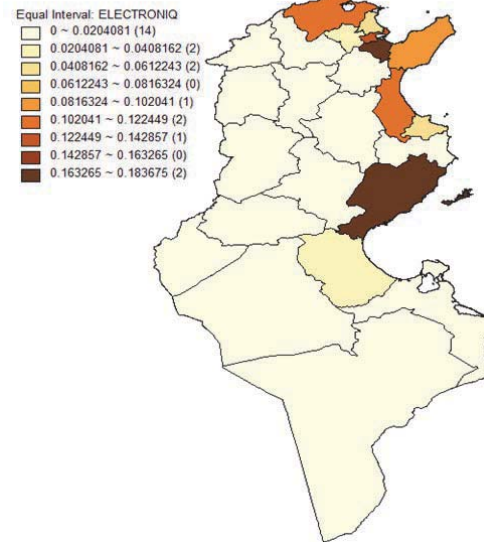 Equal Interval: ELECTRONIQ
0 ~ 0.0204081 (14)
0.0204081 ~ 0.0408162 (2)
0.0408162 ~ 0.0612243 (2)
0.0612243 ~ 0.0816324 (0)
0.0816324 ~ 0.102041 (1)
0.102041 ~ 0.122449 (2)
0.122449 ~ 0.142857 (1)
0.142857 ~ 0.163265 (0)
0.163265 ~ 0.183675 (2)